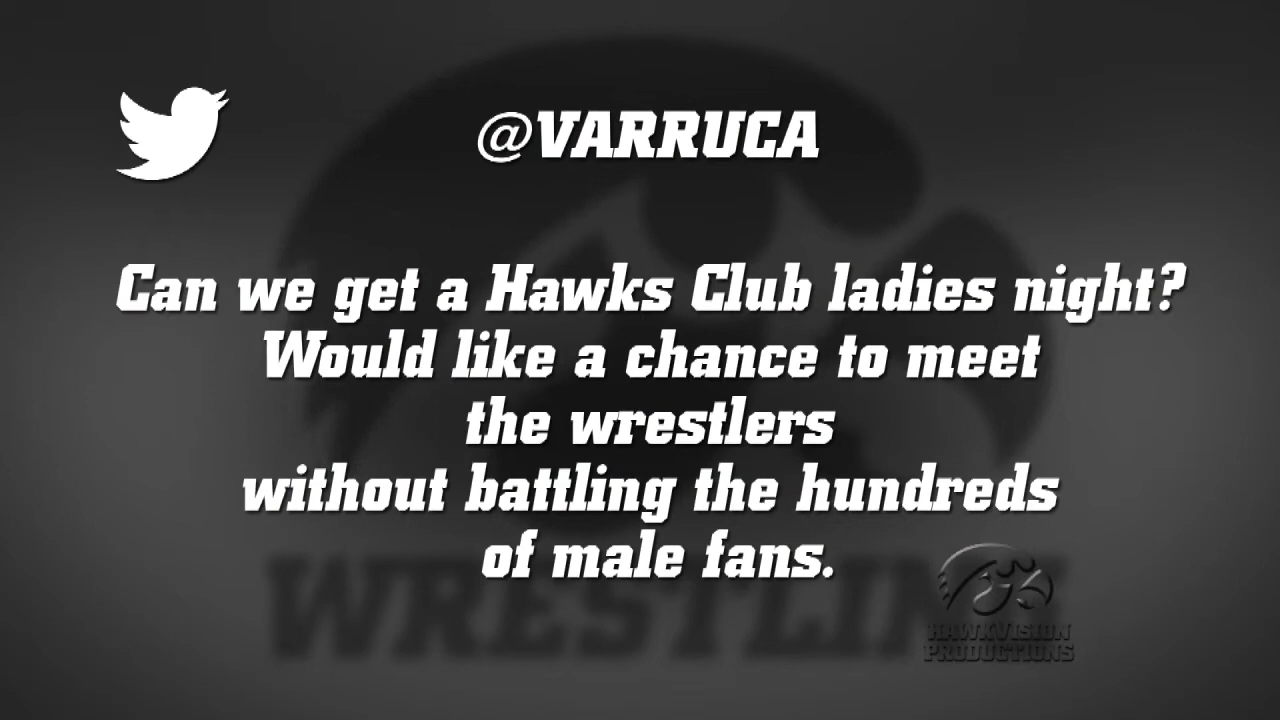 @VARRUCA
Can we get a Hawks Club ladies night?
Would like a chance to meet
the wrestlers
without battling the hundreds
of male fans.
WRESTLIN
HAWKVISION
PRODUCTIONS